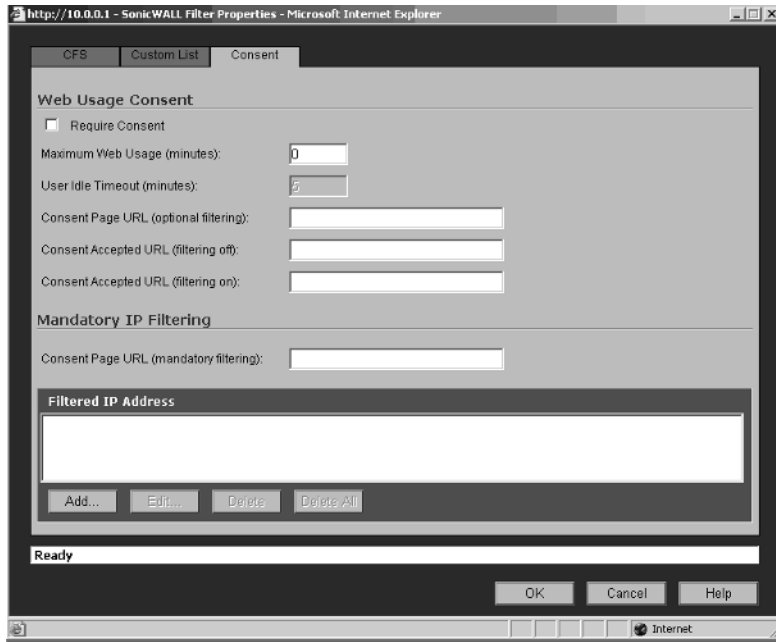 http://10.0.0.1 - SonicWALL Filter Properties - Microsoft Internet Explorer
CFS
Custom List
Consent
Web Usage Consent
Require Consent
Maximum Web Usage (minutes):
0
User Idle Timeout (minutes):
5
Consent Page URL (optional filtering):
Consent Accepted URL (filtering off):
Consent Accepted URL (filtering on):
Mandatory IP Filtering
Consent Page URL (mandatory filtering):
Filtered IP Address
Add...
Edit...
Delete
Delete All
Ready
OK
Cancel
Help
Internet